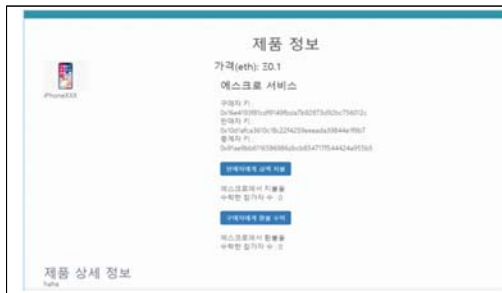 제품 정보
가격(eth): Ξ0.1
iPhoneXXX
에스크로 서비스
구매자 키 :
판매자 키 :
중개자 키 :
판매자에게 금액 지불
에스크로에서 지불을
수락한 참가자 수 : 0
구매자에게 환불 수락
에스크로에서 환불을
수락한 참가자 수 : 0
제품 상세 정보
haha